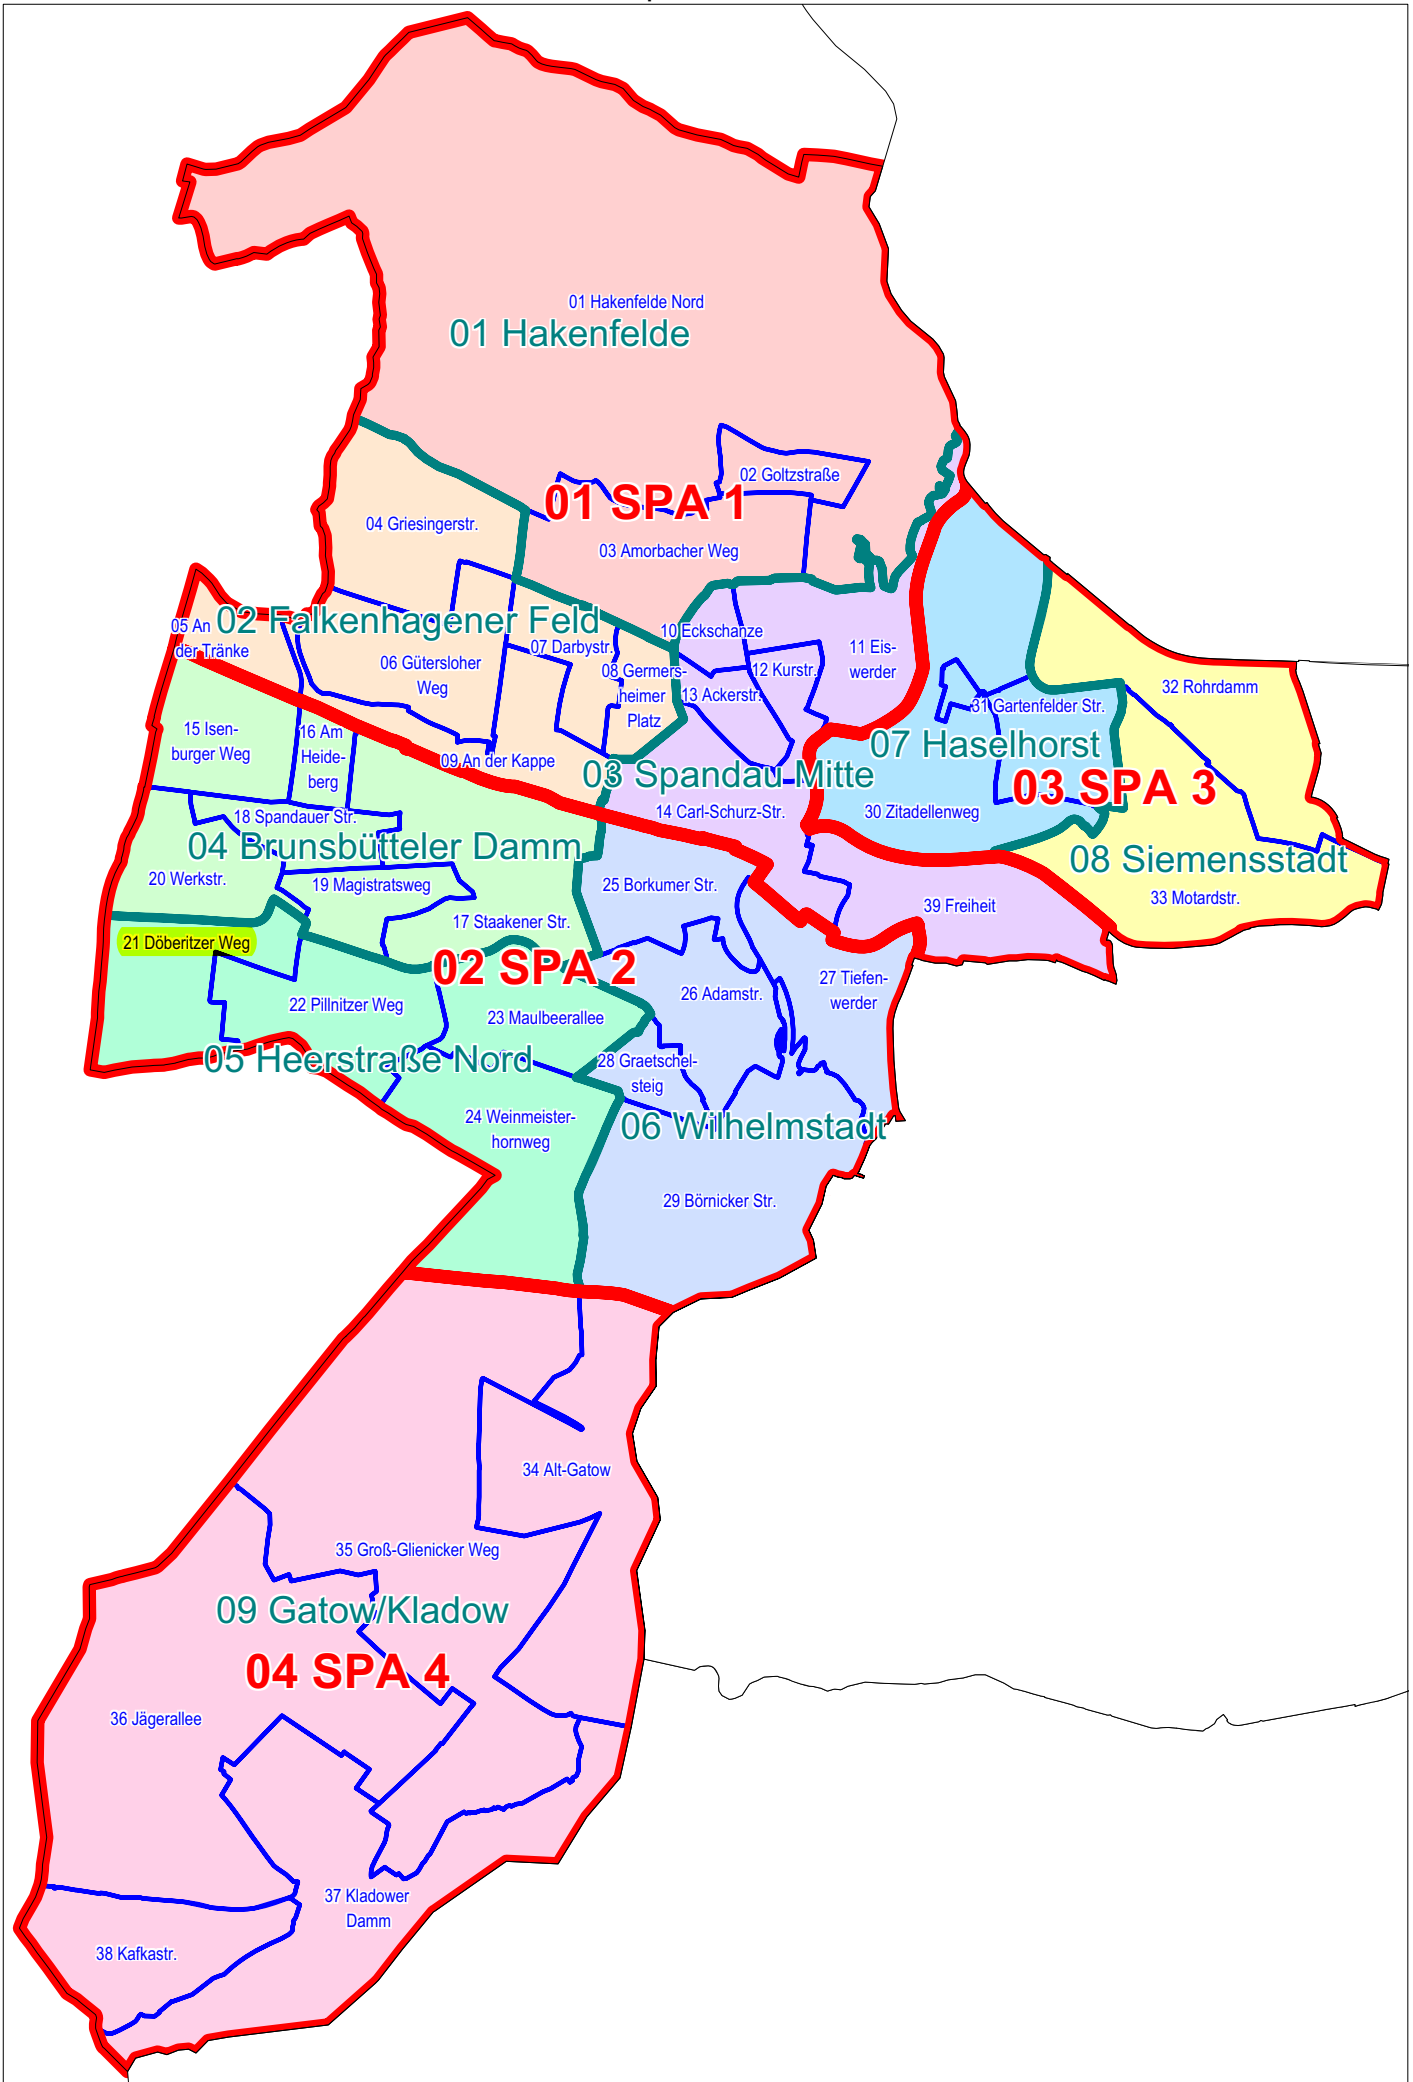 01 Hakenfelde Nord
01 Hakenfelde
02 Goltzstraße
01 SPA 1
04 Griesingerstr.
03 Amorbacher Weg
05 An
der Tränke
02 Falkenhagener Feld
10 Eckschanze
07 Darbystr.
11 Eis-
werder
06 Gütersloher
Weg
08 Germers-
heimer
Platz
12 Kurstr.
13 Ackerstr.
32 Rohrdamm
31 Gartenfelder Str.
15 Isen-
burger Weg
16 Am
Heide-
berg
07 Haselhorst
09 An der Kappe
03 Spandau Mitte
03 SPA 3
14 Carl-Schurz-Str.
30 Zitadellenweg
18 Spandauer Str.
04 Brunsbütteler Damm
08 Siemensstadt
20 Werkstr.
19 Magistratsweg
25 Borkumer Str.
33 Motardstr.
39 Freiheit
17 Staakener Str.
21 Döberitzer Weg
02 SPA 2
27 Tiefen-
werder
26 Adamstr.
22 Pillnitzer Weg
23 Maulbeerallee
05 Heerstraße Nord
28 Graetschel-
steig
24 Weinmeister-
hornweg
06 Wilhelmstadt
29 Börnicker Str.
34 Alt-Gatow
35 Groß-Glienicker Weg
09 Gatow/Kladow
04 SPA 4
36 Jägerallee
37 Kladower
Damm
38 Kafkastr.